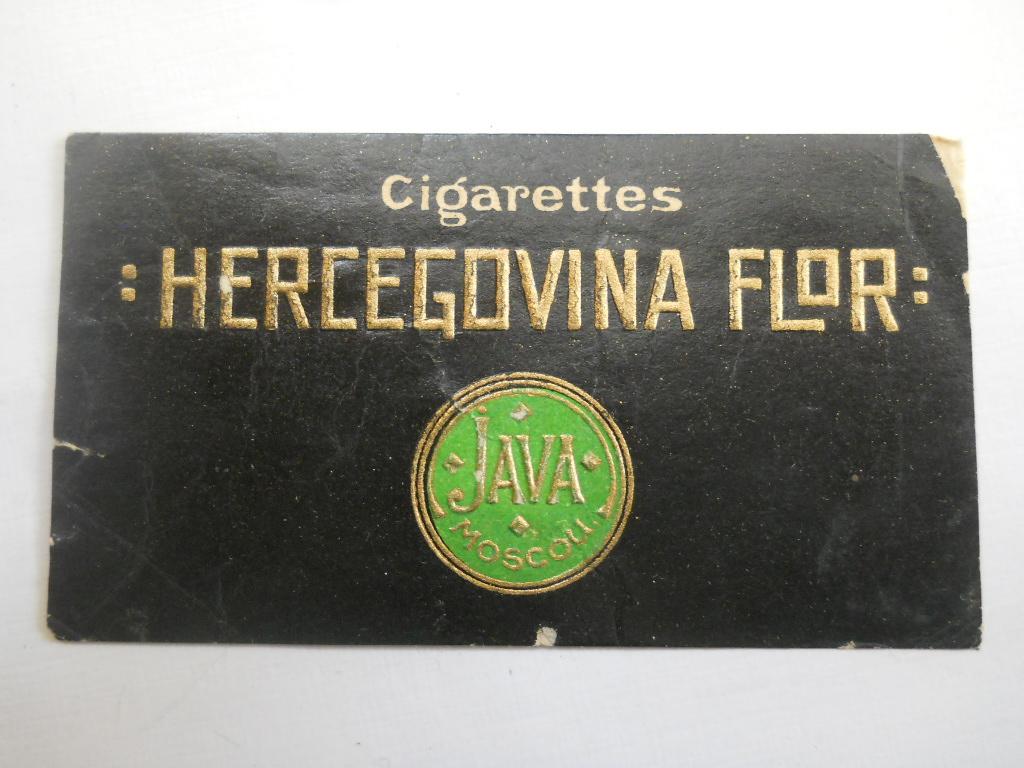 Cigarettes
:HERCEGOVINA FLOR:
JAVA
MOSCOU.